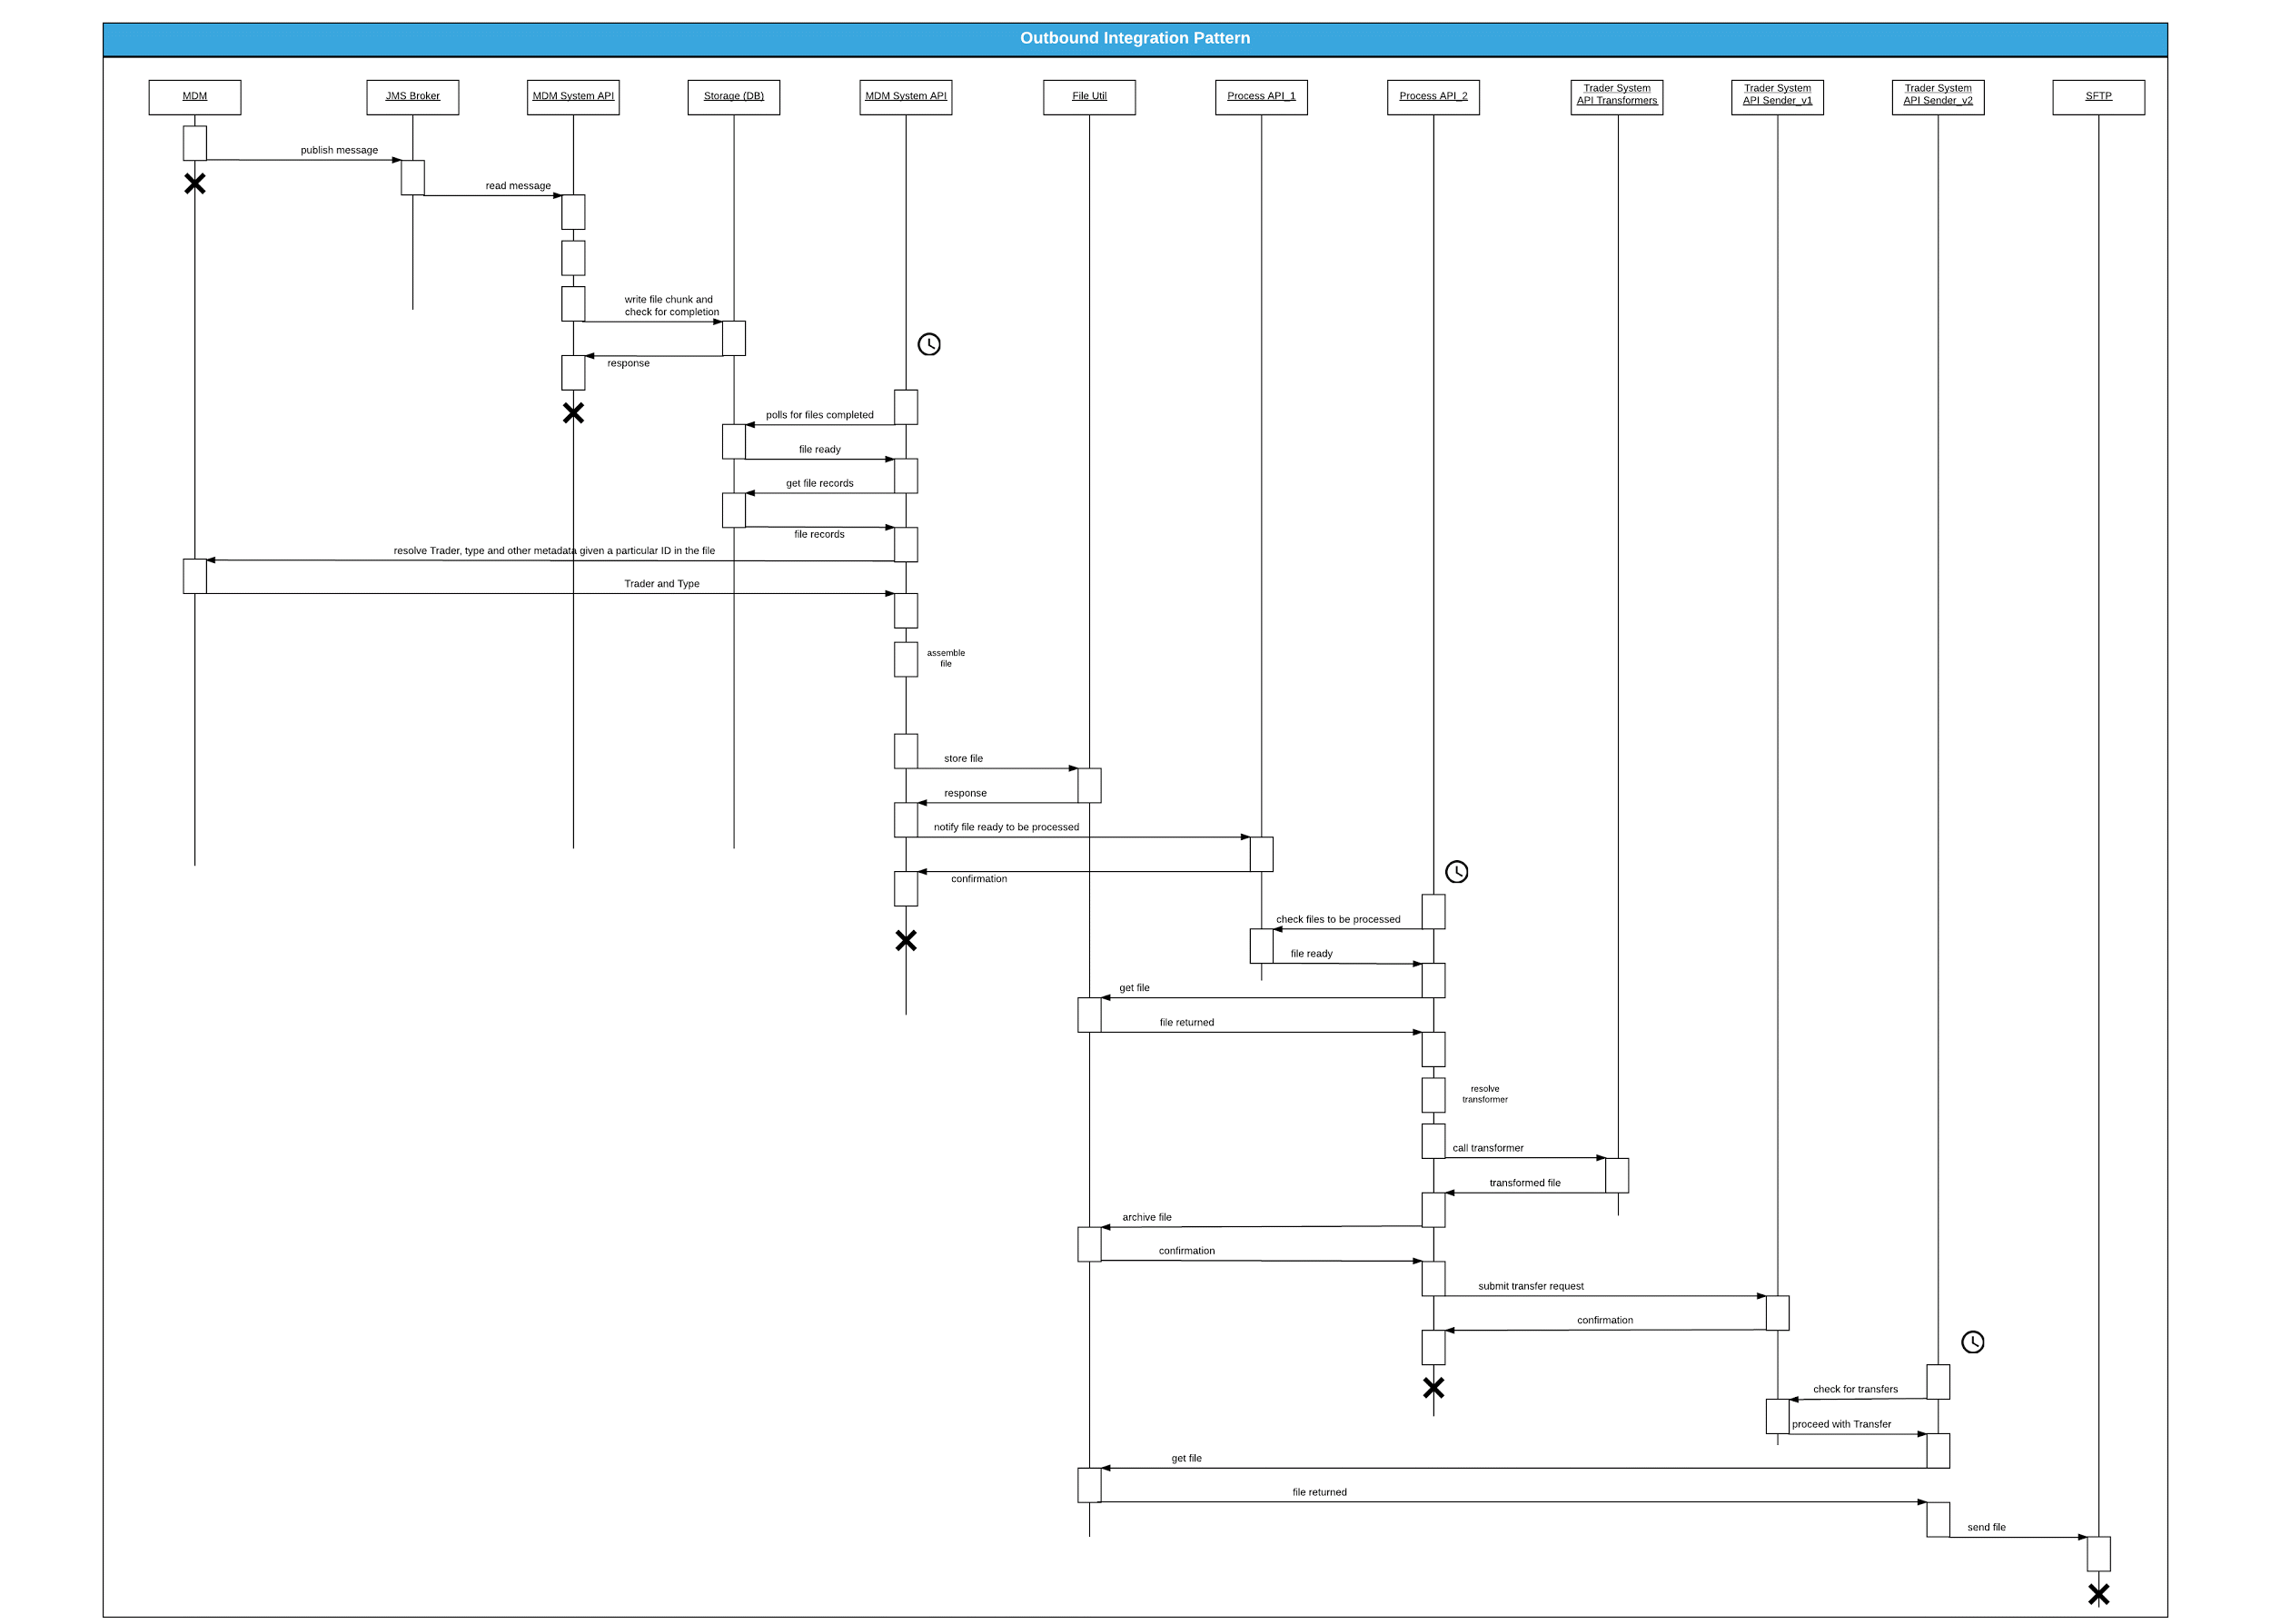 Outbound Integration Pattern
MDM
JMS Broker
MDM System API
Storage (DB)
MDM System API
File Util
Process API_1
Process API_2
Trader System
API Transformers
Trader System
API Sender_v1
Trader System
API Sender_v2
SFTP
publish message
read message
write file chunk and
check for completion
response
polls for files completed
file ready
get file records
file records
resolve Trader, type and other metadata given a particular ID in the file
Trader and Type
assemble
file
store file
response
notify file ready to be processed
confirmation
check files to be processed
file ready
get file
file returned
resolve
transformer
call transformer
transformed file
archive file
confirmation
submit transfer request
confirmation
check for transfers
proceed with Transfer
get file
file returned
send file